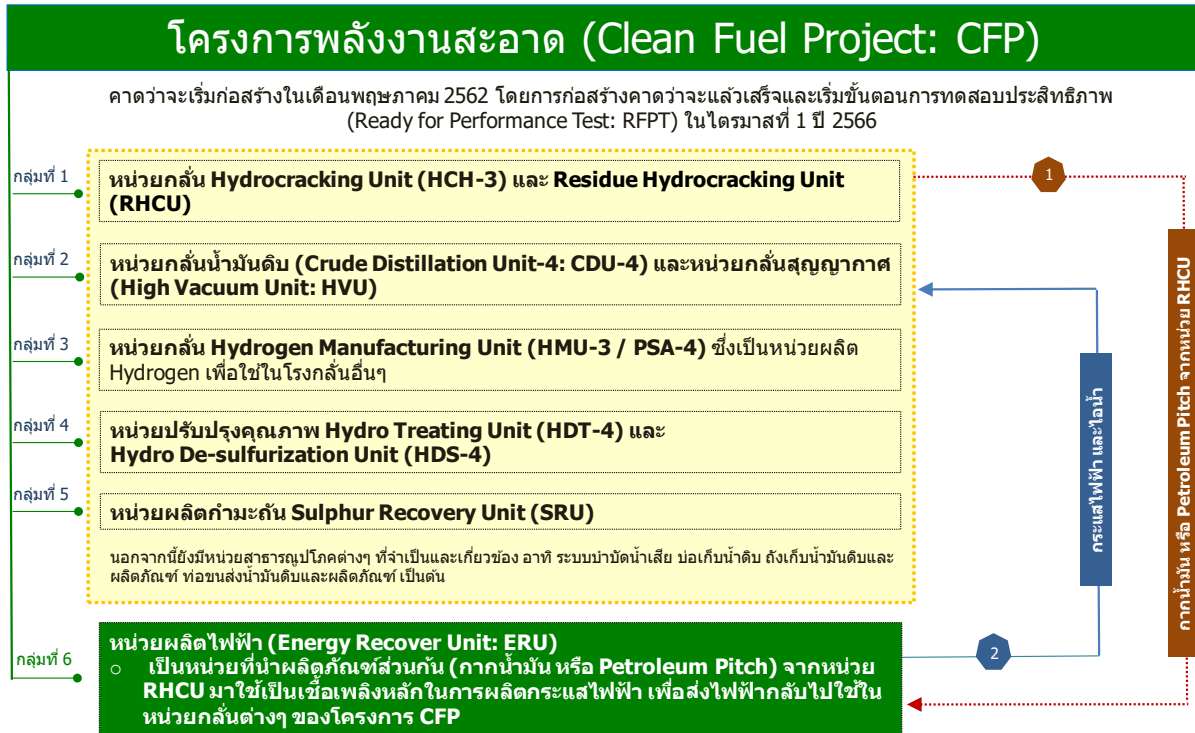 โครงการพลังงานสะอาด (Clean Fuel Project: CFP)
คาดว่าจะเริ่มก่อสร้างในเดือนพฤษภาคม 2562 โดยการก่อสร้างคาดว่าจะแล้วเสร็จและเริ่มขั้นตอนการทดสอบประสิทธิภาพ
(Ready for Performance Test: RFPT) ในไตรมาสที่ 1 ปี 2566
กลุ่มที่ 1
หน่วยกลั่น Hydrocracking Unit (HCH-3) และ Residue Hydrocracking Unit
(RHCU)
1
กลุ่มที่ 2
หน่วยกลั่นน้ำมันดิบ (Crude Distillation Unit-4: CDU-4) และหน่วยกลั่นสุญญากาศ
(High Vacuum Unit: HVU)
กลุ่มที่ 3
หน่วยกลั่น Hydrogen Manufacturing Unit (HMU-3 / PSA-4) ซึ่งเป็นหน่วยผลิต
Hydrogen เพื่อใช้ในโรงกลั่นอื่นๆ
กลุ่มที่ 4
หน่วยปรับปรุงคุณภาพ Hydro Treating Unit (HDT-4) และ
Hydro De-sulfurization Unit (HDS-4)
กลุ่มที่ 5
หน่วยผลิตกำมะถัน Sulphur Recovery Unit (SRU)
นอกจากนี้ยังมีหน่วยสาธารณูปโภคต่างๆ ที่จำเป็นและเกี่ยวข้อง อาทิ ระบบบำบัดน้ำเสีย บ่อเก็บน้ำดิบ ถังเก็บน้ำมันดิบและ
ผลิตภัณฑ์ ท่อขนส่งน้ำมันดิบและผลิตภัณฑ์ เป็นต้น
กระแสไฟฟ้า และไอน้ำ
กากน้ำมัน หรือ Petroleum Pitch จากหน่วย RHCU
กลุ่มที่ 6
หน่วยผลิตไฟฟ้า (Energy Recover Unit: ERU)
○ เป็นหน่วยที่นำผลิตภัณฑ์ส่วนก้น (กากน้ำมัน หรือ Petroleum Pitch) จากหน่วย
RHCU มาใช้เป็นเชื้อเพลิงหลักในการผลิตกระแสไฟฟ้า เพื่อส่งไฟฟ้ากลับไปใช้ใน
หน่วยกลั่นต่างๆ ของโครงการ CFP
2